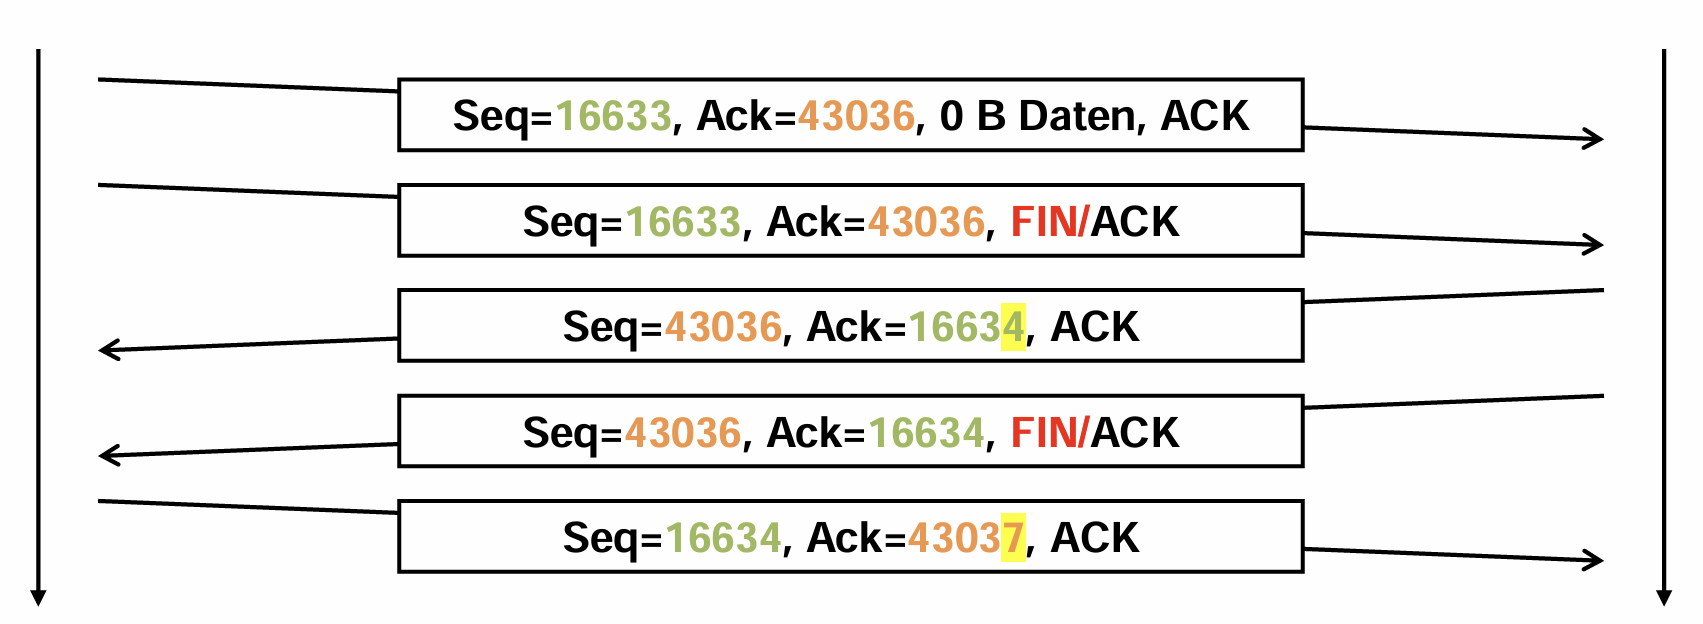 Seq=16633, Ack=43036, 0 B Daten, ACK
Seq=16633, Ack=43036, FIN/ACK
Seq=43036, Ack=16634, ACK
Seq=43036, Ack=16634, FIN/ACK
Seq=16634, Ack=43037, ACK